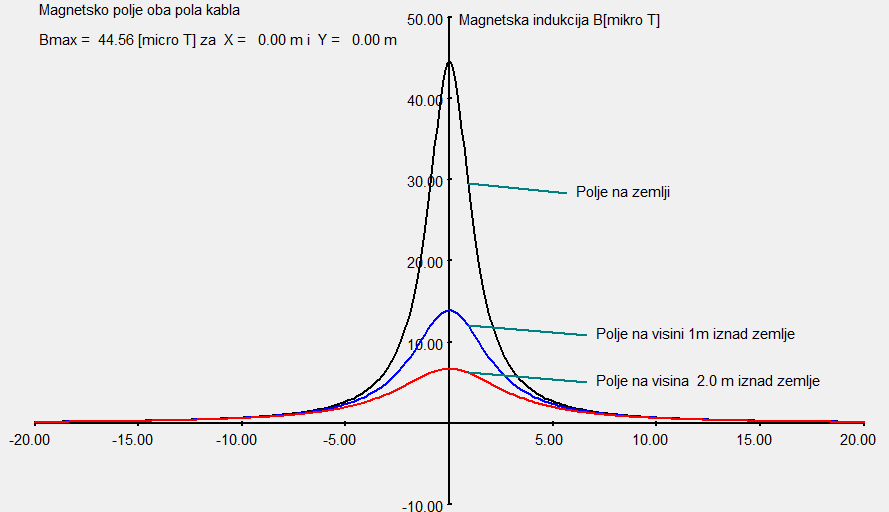 Magnetsko polje oba pola kabla
Bmax =  44.56 [micro T] za  X =   0.00 m i  Y =   0.00 m
50.00
Magnetska indukcija B[mikro T]
40.00
30.00
Polje na zemlji
20.00
Polje na visini 1m iznad zemlje
10.00
Polje na visina  2.0 m iznad zemlje
-20.00 -15.00 -10.00 -5.00 5.00 10.00 15.00 20.00
-10.00